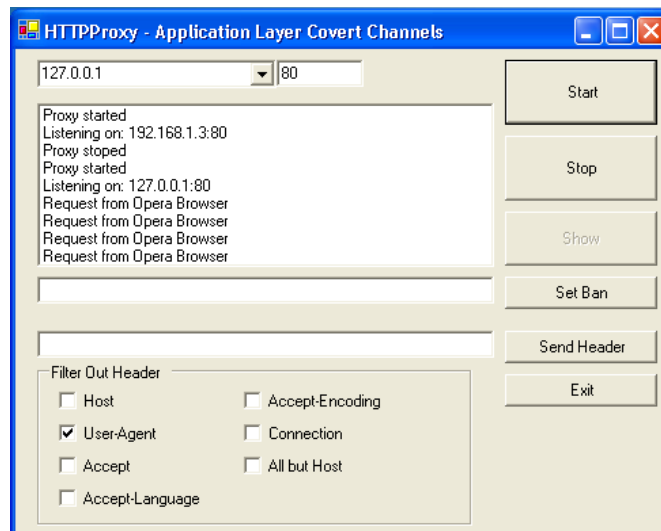 HTTPProxy - Application Layer Covert Channels
127.0.0.1 80
Start
Proxy started
Listening on: 192.168.1.3:80
Proxy stoped
Proxy started
Listening on: 127.0.0.1:80
Request from Opera Browser
Request from Opera Browser
Request from Opera Browser
Request from Opera Browser
Stop
Show
Set Ban
Send Header
Exit
Filter Out Header
Host
User-Agent
Accept
Accept-Language
Accept-Encoding
Connection
All but Host